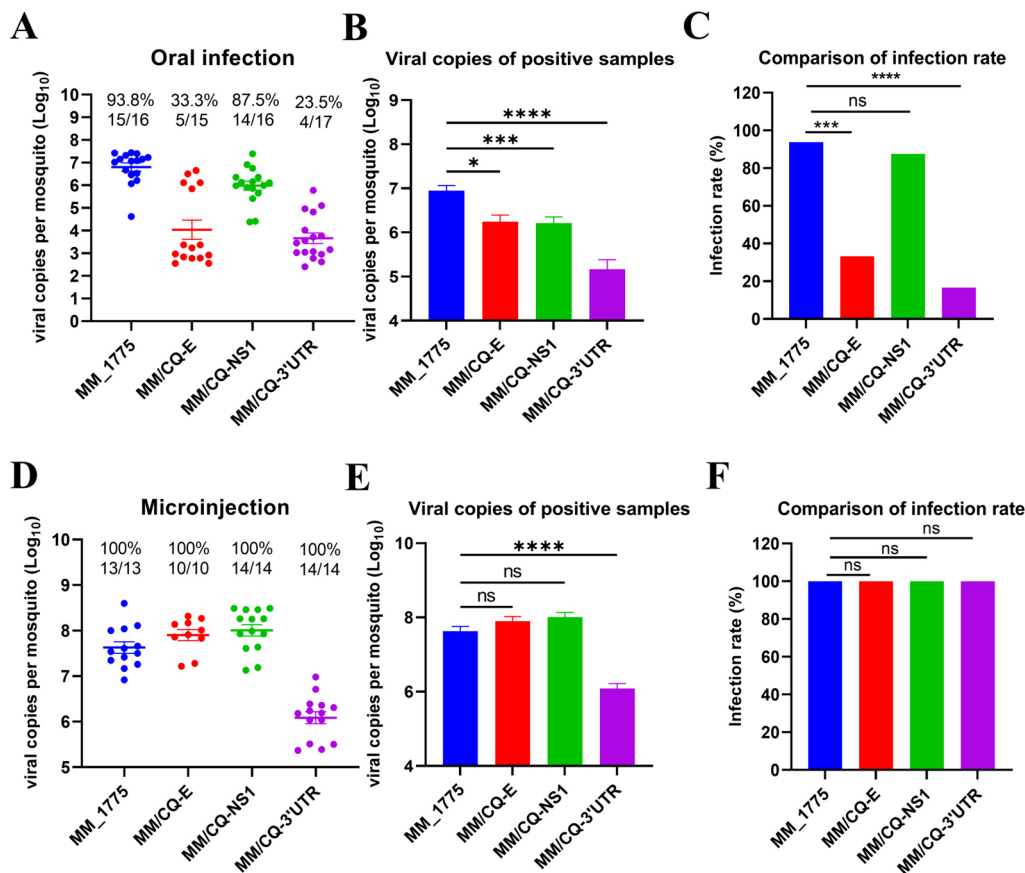 A
Oral infection
93.8% 33.3% 87.5% 23.5%
15/16 5/15 14/16 4/17
viral copies per mosquito (Log10)
10
9
8
7
6
5
4
3
2
1
0
MM_1775
MM/CQ-E
MM/CQ-NS1
MM/CQ-3'UTR
B
Viral copies of positive samples
****
***
*
viral copies per mosquito (Log10)
9
8
7
6
5
4
MM_1775
MM/CQ-E
MM/CQ-NS1
MM/CQ-3'UTR
C
Comparison of infection rate
****
ns
***
Infection rate (%)
120
100
80
60
40
20
0
MM_1775
MM/CQ-E
MM/CQ-NS1
MM/CQ-3'UTR
D
Microinjection
100% 100% 100% 100%
13/13 10/10 14/14 14/14
viral copies per mosquito (Log10)
10
9
8
7
6
5
MM_1775
MM/CQ-E
MM/CQ-NS1
MM/CQ-3'UTR
E
Viral copies of positive samples
****
ns
ns
viral copies per mosquito (Log10)
10
8
6
4
MM_1775
MM/CQ-E
MM/CQ-NS1
MM/CQ-3'UTR
F
Comparison of infection rate
ns
ns
ns
Infection rate (%)
120
100
80
60
40
20
0
MM_1775
MM/CQ-E
MM/CQ-NS1
MM/CQ-3'UTR